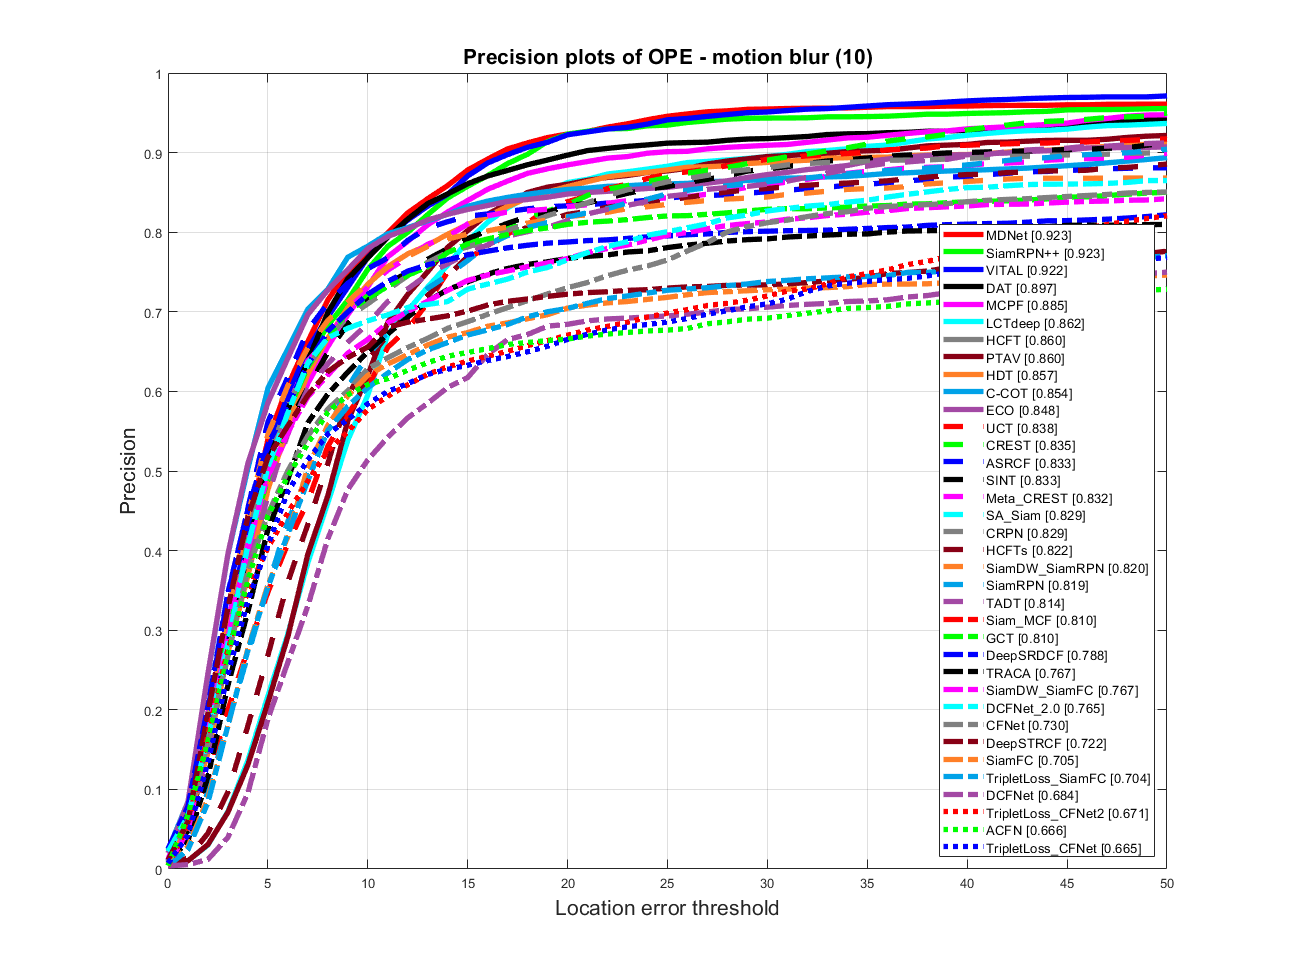 Precision plots of OPE - motion blur (10)
1
0.9
0.8
0.7
0.6
0.5
0.4
0.3
0.2
0.1
0
Precision
0 5 10 15 20 25 30 35 40 45 50
Location error threshold
MDNet [0.923]
SiamRPN++ [0.923]
VITAL [0.922]
DAT [0.897]
MCPF [0.885]
LCTdeep [0.862]
HCFT [0.860]
PTAV [0.860]
HDT [0.857]
C-COT [0.854]
ECO [0.848]
UCT [0.838]
CREST [0.835]
ASRCF [0.833]
SINT [0.833]
Meta_CREST [0.832]
SA_Siam [0.829]
CRPN [0.829]
HCFTs [0.822]
SiamDW_SiamRPN [0.820]
SiamRPN [0.819]
TADT [0.814]
Siam_MCF [0.810]
GCT [0.810]
DeepSRDCF [0.788]
TRACA [0.767]
SiamDW_SiamFC [0.767]
DCFNet_2.0 [0.765]
CFNet [0.730]
DeepSTRCF [0.722]
SiamFC [0.705]
TripletLoss_SiamFC [0.704]
DCFNet [0.684]
TripletLoss_CFNet2 [0.671]
ACFN [0.666]
TripletLoss_CFNet [0.665]